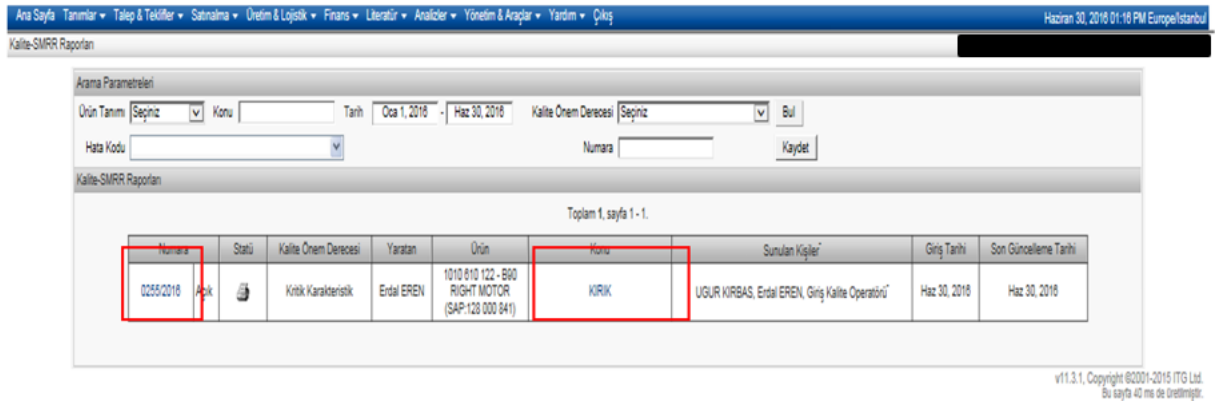 Ana Sayfa Tanımlar Talep & Teklifler Satınalma Üretim & Lojistik Finans Literatür Analizler Yönetim & Araçlar Yardım Çıkış Haziran 30, 2016 01:16 PM Europe/Istanbul
Kalite-SMRR Raporları
Arama Parametreleri
Ürün Tanımı Seçiniz Konu Tarih Oca 1, 2016 - Haz 30, 2016 Kalite Önem Derecesi Seçiniz Bul
Hata Kodu Numara Kaydet
Kalite-SMRR Raporları
Toplam 1, sayfa 1 - 1.
Numara Statü Kalite Önem Derecesi Yaratan Ürün Konu Sunulan Kişiler* Giriş Tarihi Son Güncelleme Tarihi
0255/2016 Açık Kritik Karakteristik Erdal EREN 1010 610 122 - B90 RIGHT MOTOR (SAP:128 000 841) KIRIK UGUR KIRBAS, Erdal EREN, Giriş Kalite Operatörü* Haz 30, 2016 Haz 30, 2016
v11.3.1, Copyright ©2001-2015 ITG Ltd.
Bu sayfa 40 ms de üretilmiştir.